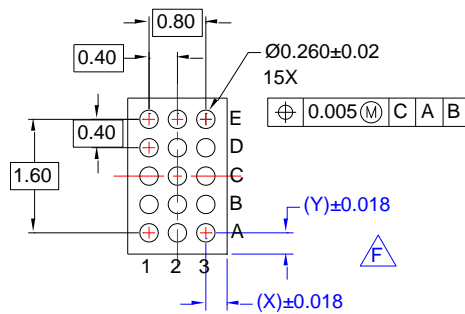 0.80
0.40
Ø0.260±0.02
15X
⌖ 0.005 Ⓜ C A B
E
0.40
D
1.60
C
B
(Y)±0.018
A
F
1 2 3
(X)±0.018